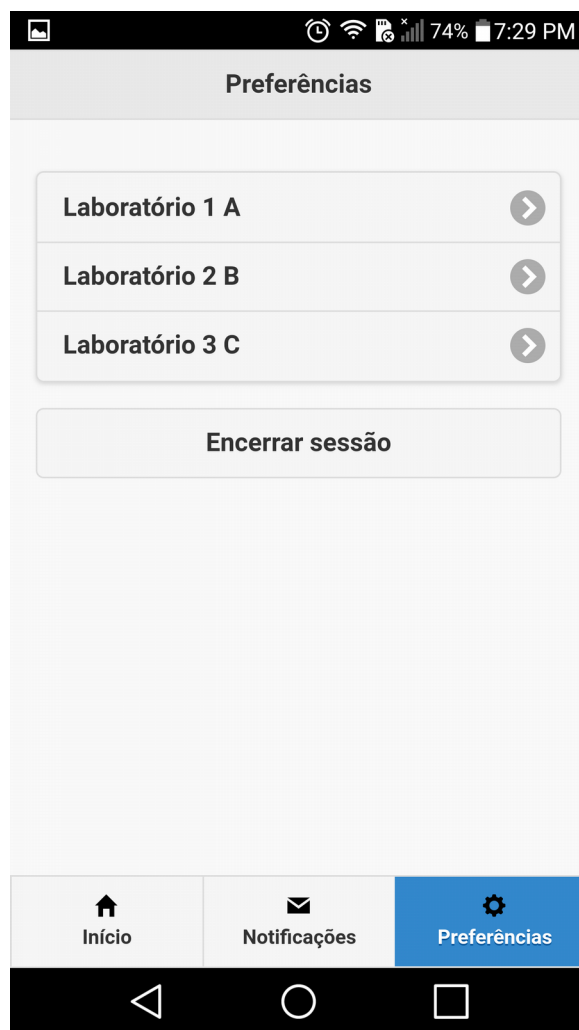 74% 7:29 PM
Preferências
Laboratório 1 A
Laboratório 2 B
Laboratório 3 C
Encerrar sessão
Início Notificações Preferências